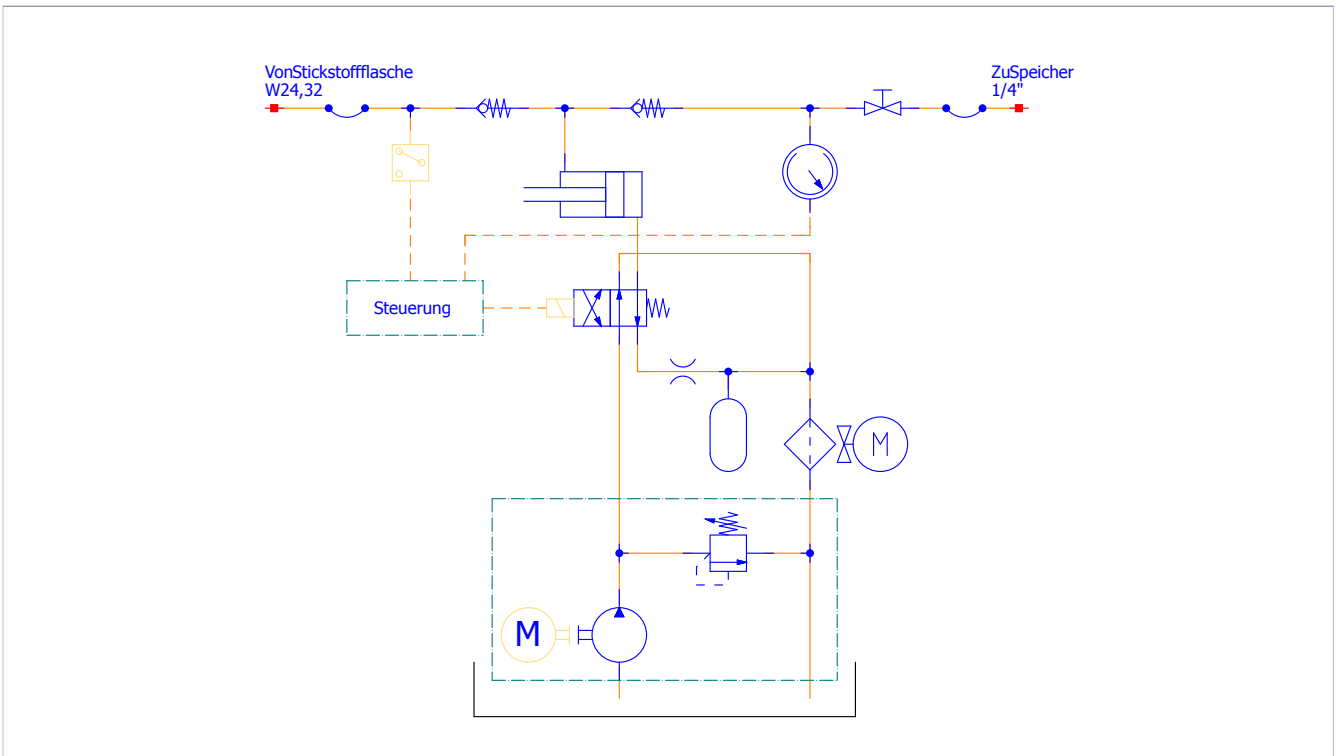 VonStickstoffflasche
W24,32
ZuSpeicher
1/4"
Steuerung
M
M